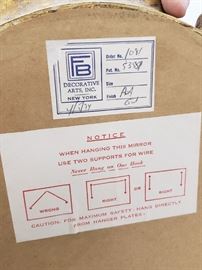 FB
DECORATIVE
ARTS, INC.
NEW YORK
Order No. 1081
Pat. No.
Size
Finish
NOTICE
WHEN HANGING THIS MIRROR
USE TWO SUPPORTS FOR WIRE
Never Hang on One Hook
WRONG
RIGHT
OR
RIGHT
CAUTION: FOR MAXIMUM SAFETY, HANG DIRECTLY
FROM HANGER PLATES.